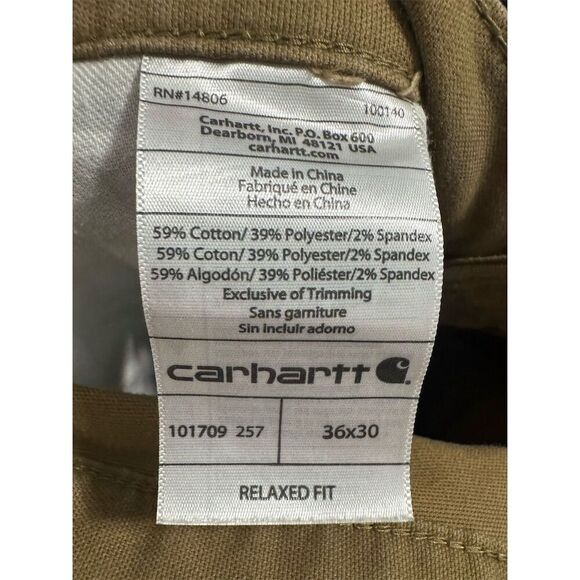 RN#14806 100140
Carhartt, Inc. P.O. Box 600
Dearborn, MI 48121 USA
carhartt.com
Made in China
Fabriqué en Chine
Hecho en China
59% Cotton/ 39% Polyester/2% Spandex
59% Coton/ 39% Polyester/2% Spandex
59% Algodón/ 39% Poliéster/2% Spandex
Exclusive of Trimming
Sans garniture
Sin incluir adorno
carhartt
101709 257 36x30
RELAXED FIT